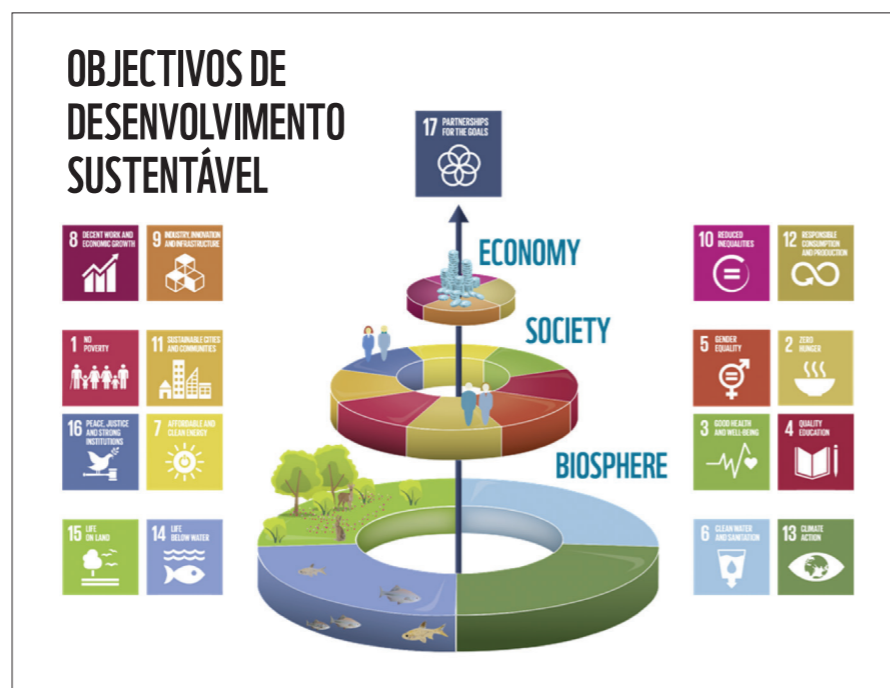 OBJECTIVOS DE
DESENVOLVIMENTO
SUSTENTÁVEL
17 PARTNERSHIPS
FOR THE GOALS
ECONOMY
SOCIETY
BIOSPHERE
8 DECENT WORK AND
ECONOMIC GROWTH
9 INDUSTRY, INNOVATION
AND INFRASTRUCTURE
10 REDUCED
INEQUALITIES
12 RESPONSIBLE
CONSUMPTION
AND PRODUCTION
1 NO
POVERTY
11 SUSTAINABLE CITIES
AND COMMUNITIES
5 GENDER
EQUALITY
2 ZERO
HUNGER
16 PEACE, JUSTICE
AND STRONG
INSTITUTIONS
7 AFFORDABLE AND
CLEAN ENERGY
3 GOOD HEALTH
AND WELL-BEING
4 QUALITY
EDUCATION
15 LIFE
ON LAND
14 LIFE
BELOW WATER
6 CLEAN WATER
AND SANITATION
13 CLIMATE
ACTION